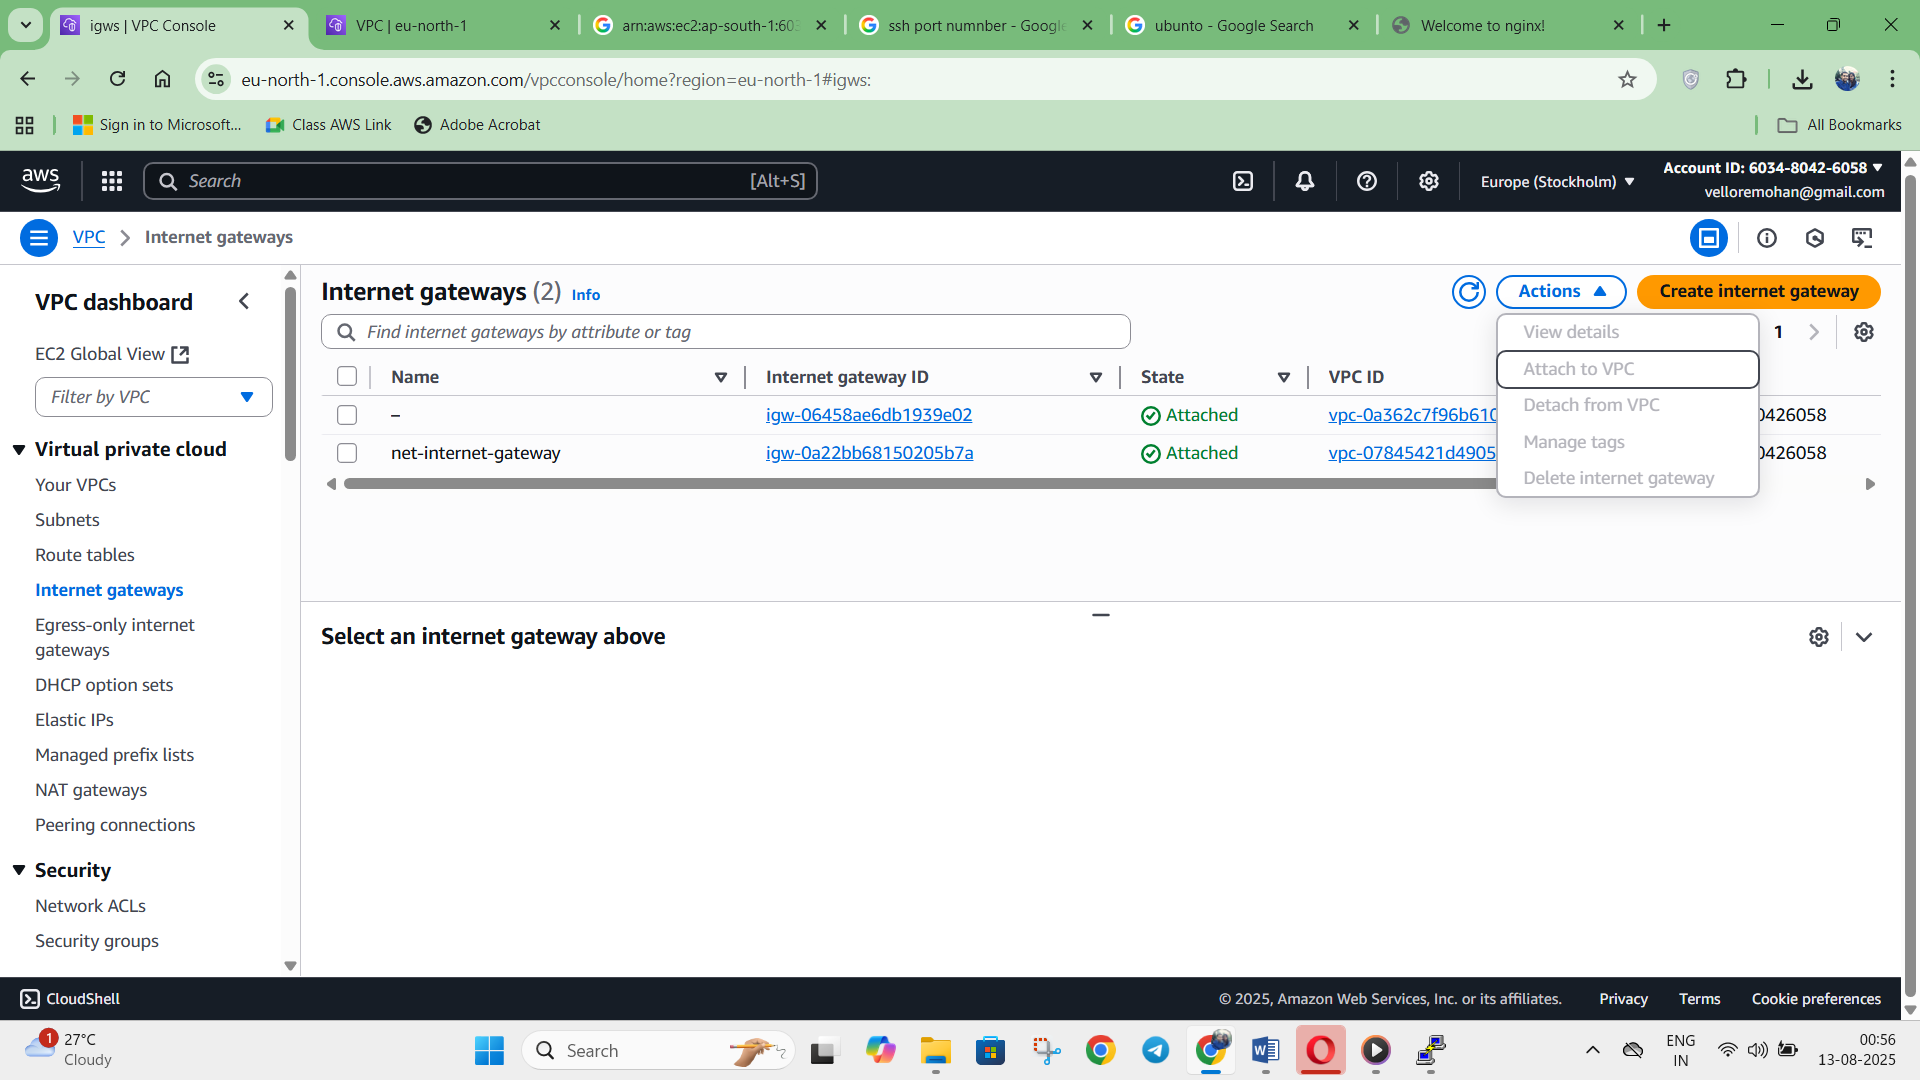 igws | VPC Console
VPC | eu-north-1
arn:aws:ec2:ap-south-1:603
ssh port numnber - Google
ubunto - Google Search
Welcome to nginx!
eu-north-1.console.aws.amazon.com/vpcconsole/home?region=eu-north-1#igws:
Sign in to Microsoft...
Class AWS Link
Adobe Acrobat
All Bookmarks
aws
Search
[Alt+S]
Europe (Stockholm)
Account ID: 6034-8042-6058
velloremohan@gmail.com
VPC
Internet gateways
VPC dashboard
EC2 Global View
Filter by VPC
Virtual private cloud
Your VPCs
Subnets
Route tables
Internet gateways
Egress-only internet
gateways
DHCP option sets
Elastic IPs
Managed prefix lists
NAT gateways
Peering connections
Security
Network ACLs
Security groups
Internet gateways (2) Info
Actions
Create internet gateway
Find internet gateways by attribute or tag
1
View details
Attach to VPC
Detach from VPC
Manage tags
Delete internet gateway
Name
Internet gateway ID
State
VPC ID
– igw-06458ae6db1939e02 Attached vpc-0a362c7f96b610 0426058
net-internet-gateway igw-0a22bb68150205b7a Attached vpc-07845421d4905 0426058
Select an internet gateway above
CloudShell
© 2025, Amazon Web Services, Inc. or its affiliates.
Privacy
Terms
Cookie preferences
1
27°C
Cloudy
Search
ENG
IN
00:56
13-08-2025